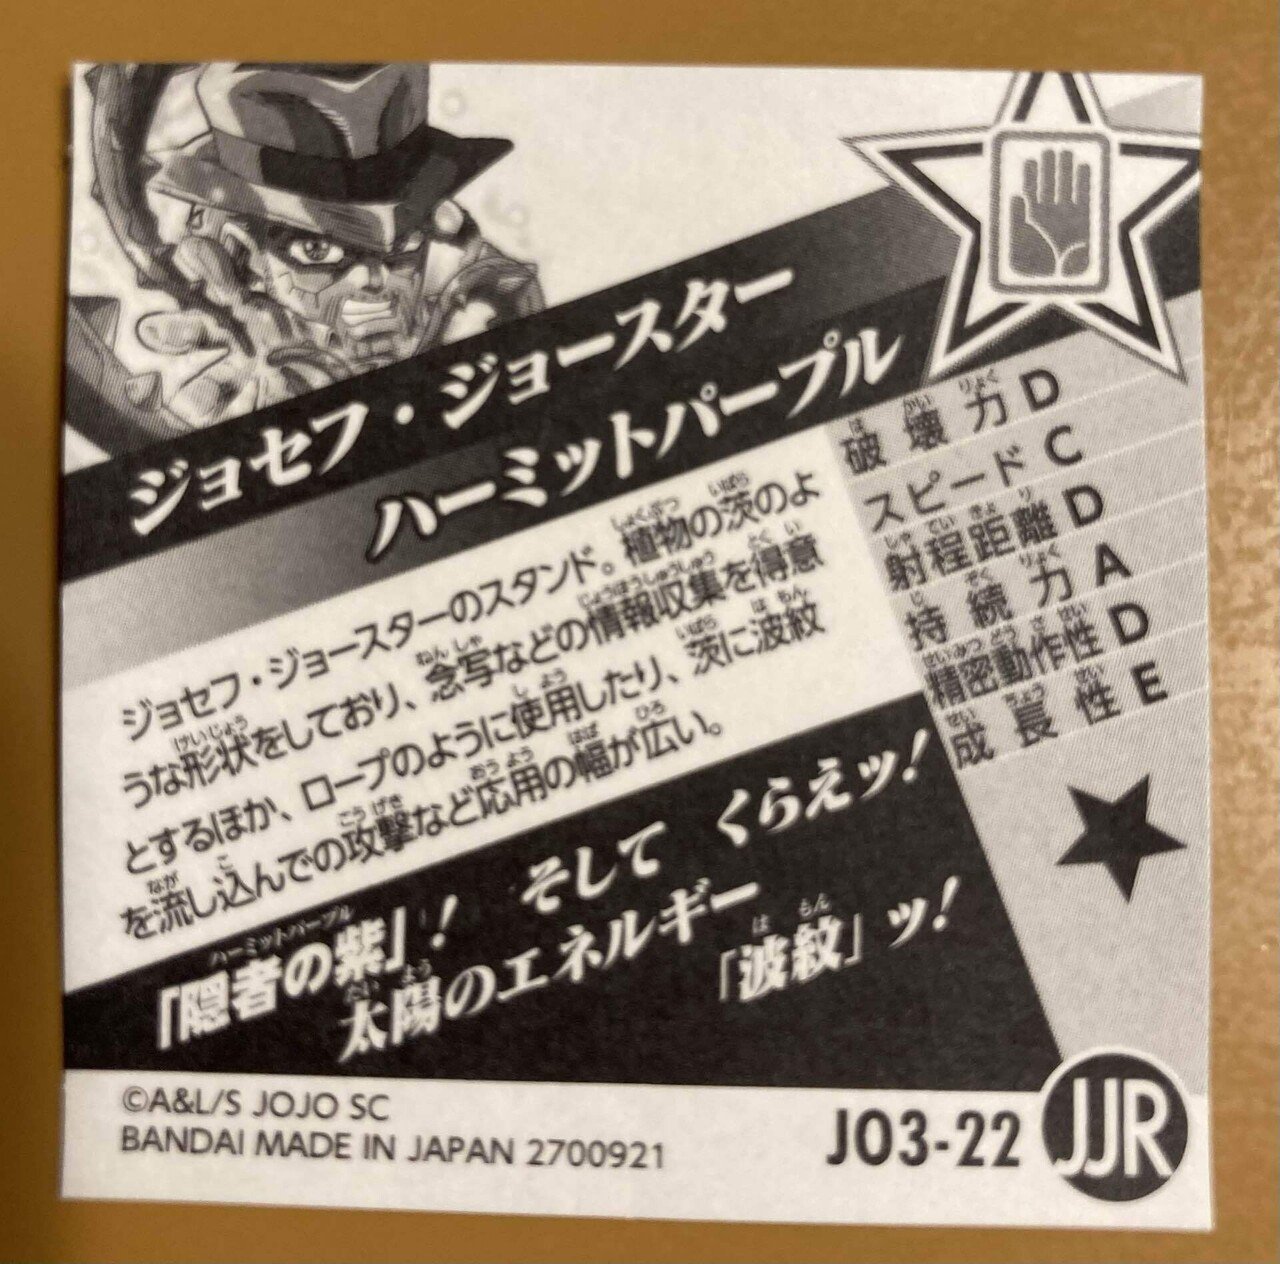 ジョセフ・ジョースター
ハーミットパープル
破壊力 D
スピード C
射程距離 D
持続力 A
精密動作性 D
成長性 E
ジョセフ・ジョースターのスタンド。植物の茨のよ
うな形状をしており、念写などの情報収集を得意
とするほか、ロープのように使用したり、茨に波紋
を流し込んでの攻撃など応用の幅が広い。
「隠者の紫」! そして くらえッ!
太陽のエネルギー
「波紋」ッ!
©A&L/S JOJO SC
BANDAI MADE IN JAPAN 2700921
JO3-22
JJR